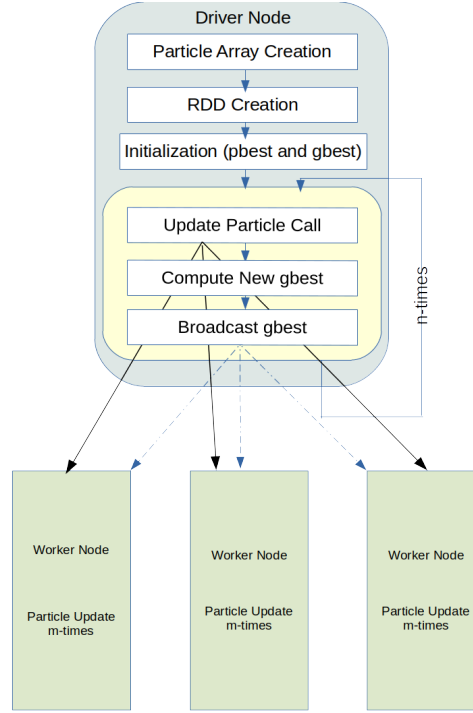 Driver Node
Particle Array Creation
RDD Creation
Initialization (pbest and gbest)
Update Particle Call
Compute New gbest
Broadcast gbest
n-times
Worker Node
Particle Update
m-times
Worker Node
Particle Update
m-times
Worker Node
Particle Update
m-times